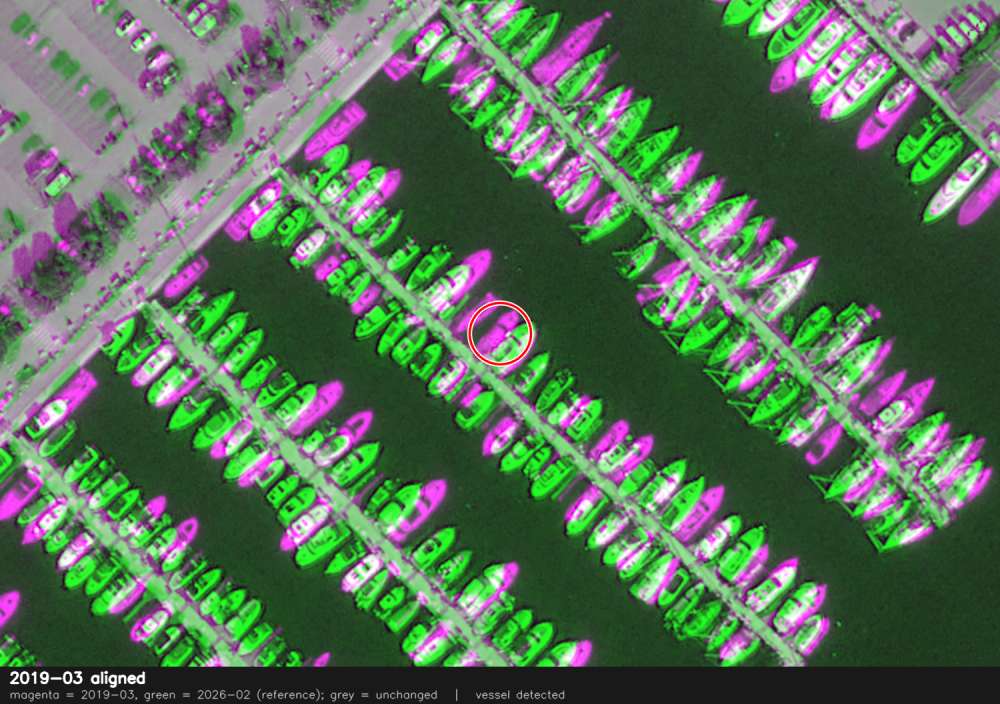 2019-03 aligned
magenta = 2019-03, green = 2026-02 (reference); grey = unchanged | vessel detected